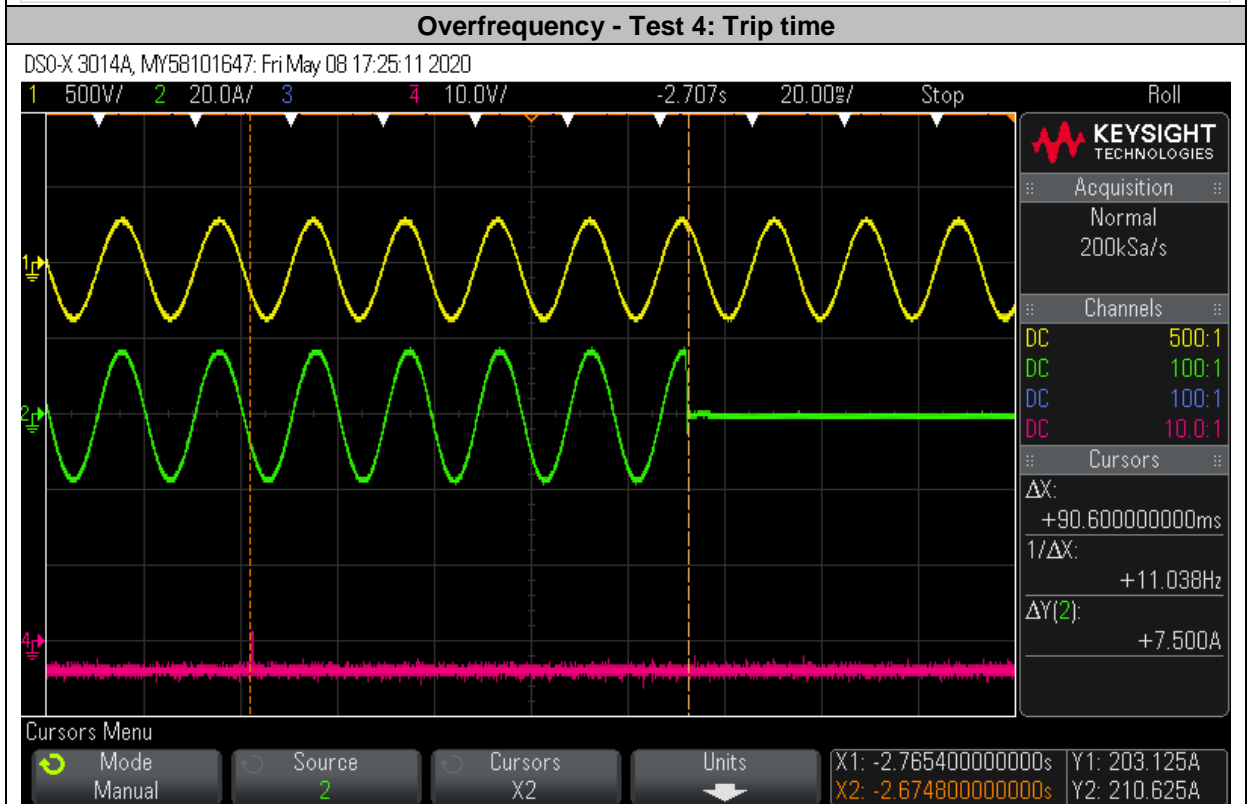 Overfrequency - Test 4: Trip time
DSO-X 3014A, MY58101647: Fri May 08 17:25:11 2020
1 500V/ 2 20.0A/ 3 4 10.0V/ -2.707s 20.00ms/ Stop Roll
KEYSIGHT
TECHNOLOGIES
Acquisition
Normal
200kSa/s
Channels
DC 500:1
DC 100:1
DC 100:1
DC 10.0:1
Cursors
ΔX:
+90.600000000ms
1/ΔX:
+11.038Hz
ΔY(2):
+7.500A
1
2
4
Cursors Menu
Mode
Manual
Source
2
Cursors
X2
Units
X1: -2.765400000000s Y1: 203.125A
X2: -2.674800000000s Y2: 210.625A